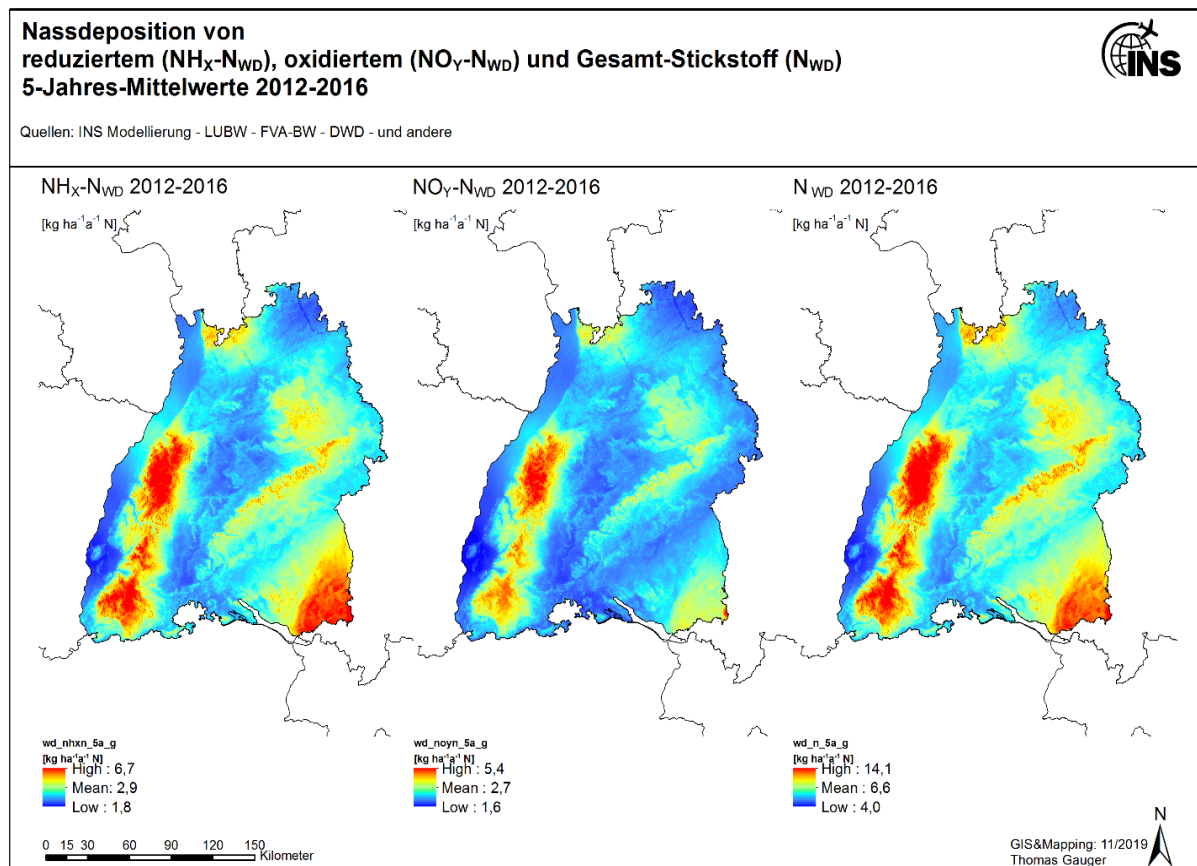 Nassdeposition von
reduziertem (NHX-NWD), oxidiertem (NOY-NWD) und Gesamt-Stickstoff (NWD)
5-Jahres-Mittelwerte 2012-2016
INS
Quellen: INS Modellierung - LUBW - FVA-BW - DWD - und andere
NHX-NWD 2012-2016
[kg ha-1a-1 N]
NOY-NWD 2012-2016
[kg ha-1a-1 N]
N WD 2012-2016
[kg ha-1a-1 N]
wd_nhxn_5a_g
[kg ha-1a-1 N]
High : 6,7
Mean: 2,9
Low : 1,8
wd_noyn_5a_g
[kg ha-1a-1 N]
High : 5,4
Mean: 2,7
Low : 1,6
wd_n_5a_g
[kg ha-1a-1 N]
High : 14,1
Mean : 6,6
Low : 4,0
0 15 30 60 90 120 150
Kilometer
N
GIS&Mapping: 11/2019
Thomas Gauger